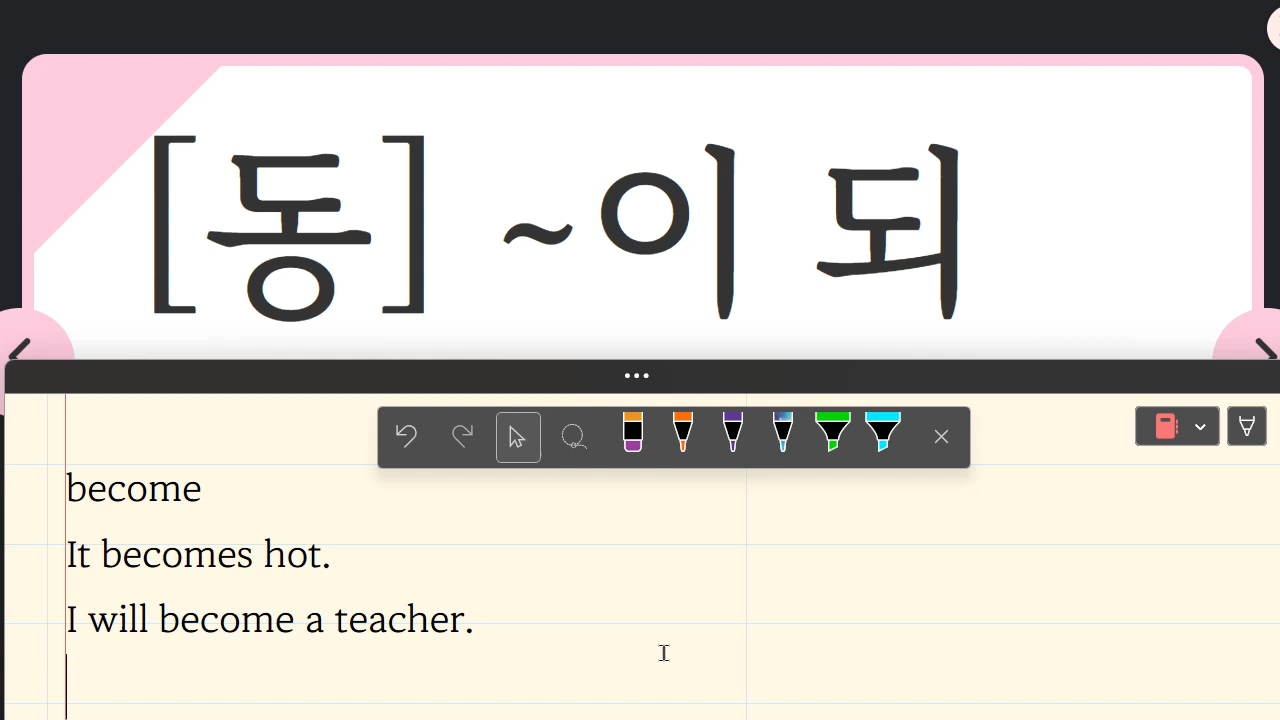 [동] ~이 되
become
It becomes hot.
I will become a teacher.